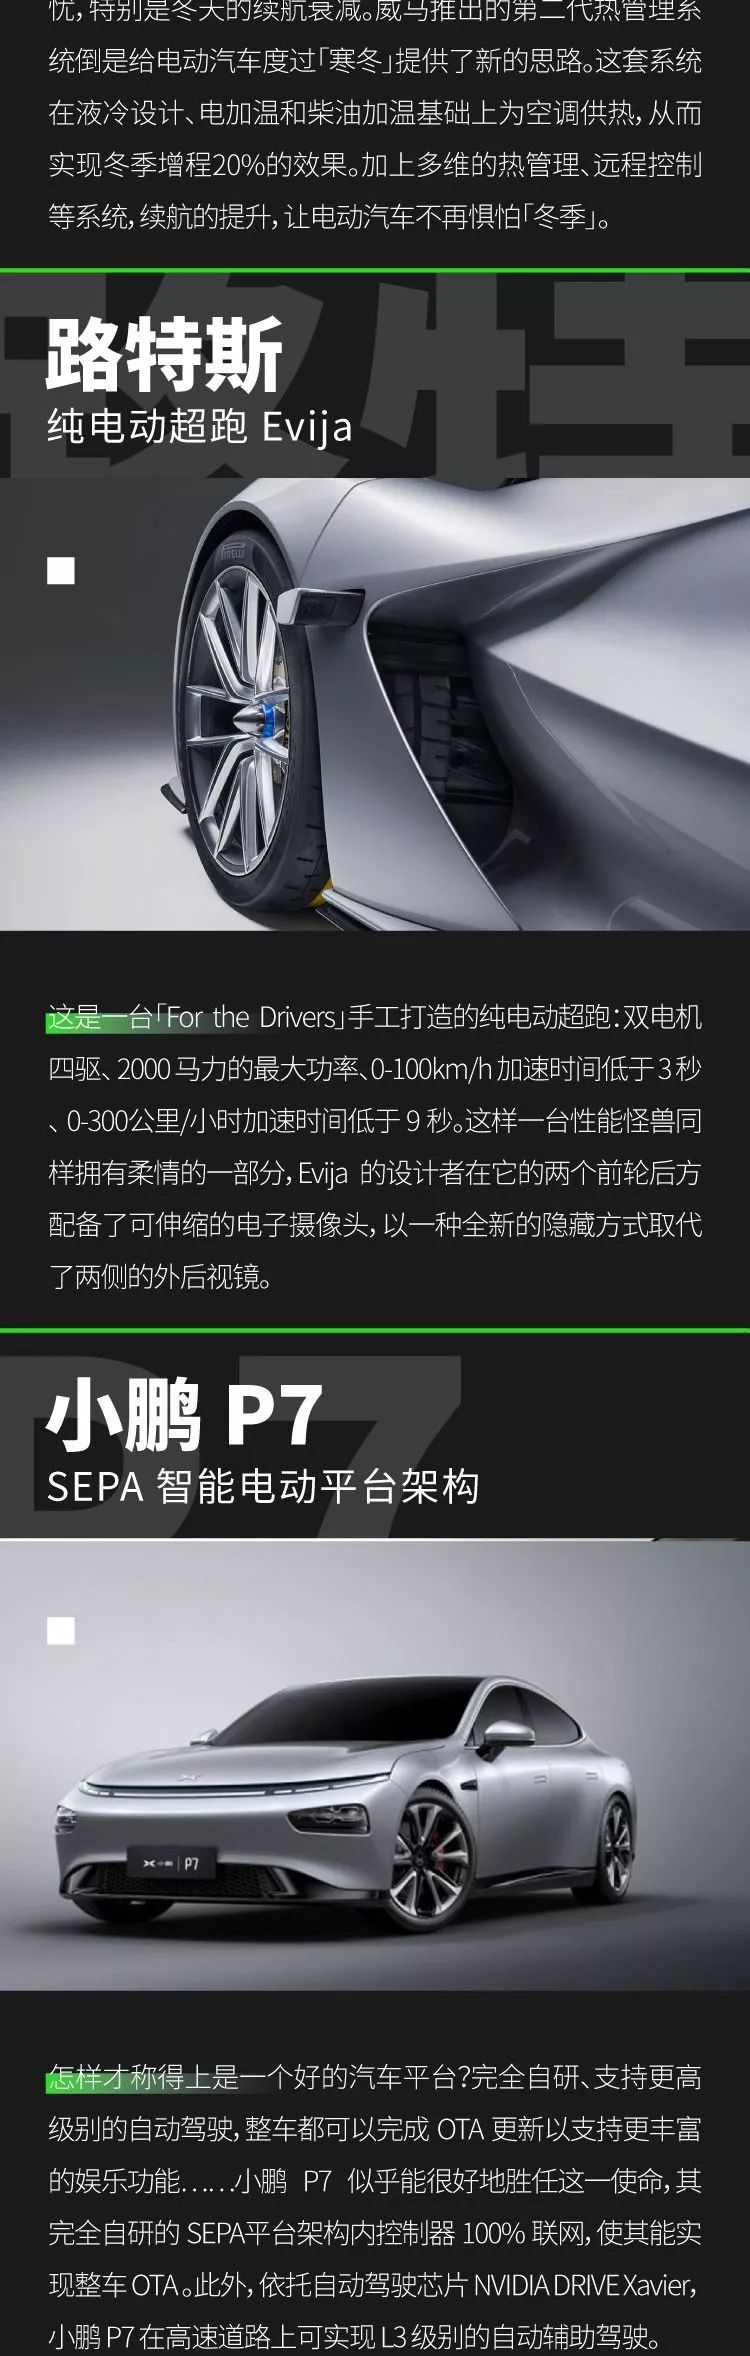 忧，特别是冬天的续航衰减。威马推出的第二代热管理系
统倒是给电动汽车度过「寒冬」提供了新的思路。这套系统
在液冷设计、电加温和柴油加温基础上为空调供热，从而
实现冬季增程20%的效果。加上多维的热管理、远程控制
等系统，续航的提升，让电动汽车不再惧怕「冬季」。
路特斯
纯电动超跑 Evija
PIRELLI
这是一台「For the Drivers」手工打造的纯电动超跑：双电机
四驱、2000 马力的最大功率、0-100km/h 加速时间低于 3 秒
、0-300公里/小时加速时间低于 9 秒。这样一台性能怪兽同
样拥有柔情的一部分，Evija 的设计者在它的两个前轮后方
配备了可伸缩的电子摄像头，以一种全新的隐藏方式取代
了两侧的外后视镜。
小鹏 P7
SEPA 智能电动平台架构
小鹏 P7
怎样才称得上是一个好的汽车平台？完全自研、支持更高
级别的自动驾驶，整车都可以完成 OTA 更新以支持更丰富
的娱乐功能……小鹏 P7 似乎能很好地胜任这一使命，其
完全自研的 SEPA平台架构内控制器 100% 联网，使其能实
现整车 OTA。此外，依托自动驾驶芯片 NVIDIA DRIVE Xavier，
小鹏 P7 在高速道路上可实现 L3 级别的自动辅助驾驶。